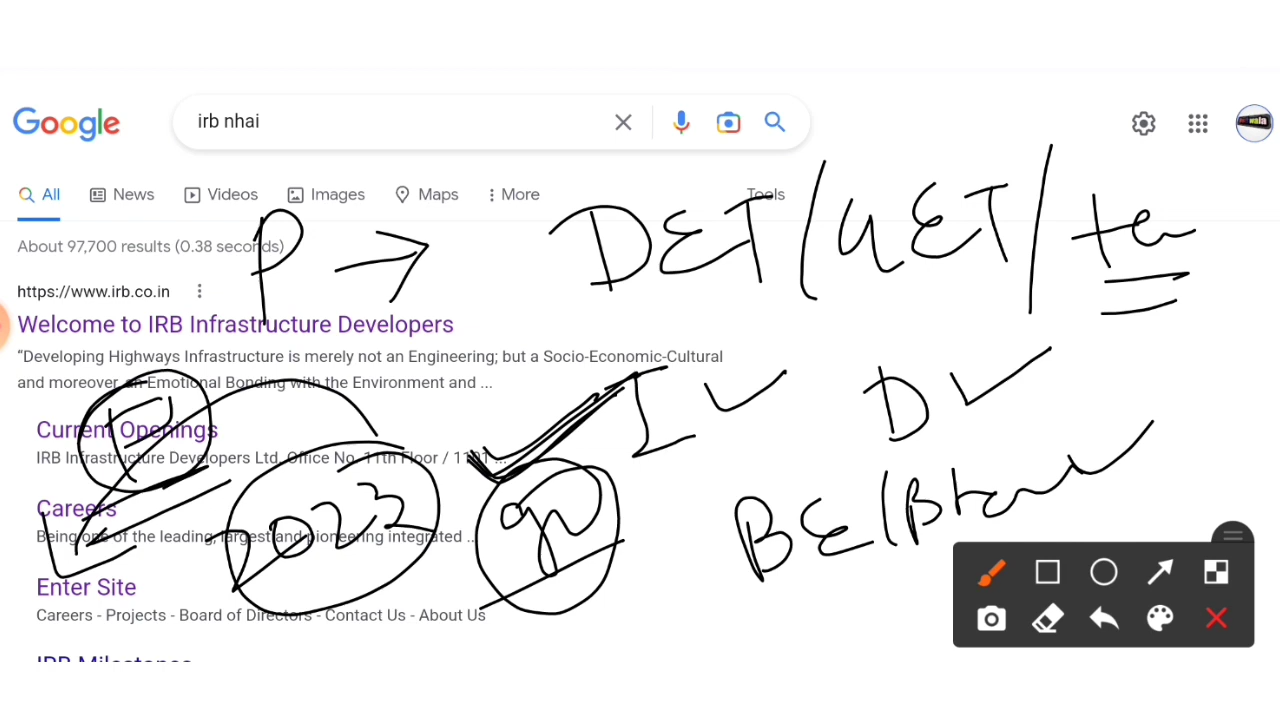 Google
irb nhai
All News Videos Images Maps More Tools
About 97,700 results (0.38 seconds)
P → DET/GET/te
https://www.irb.co.in
Welcome to IRB Infrastructure Developers
“Developing Highways Infrastructure is merely not an Engineering; but a Socio-Economic-Cultural
and moreover, an Emotional Bonding with the Environment and ...
I D
Current Openings
IRB Infrastructure Developers Ltd. Office No. 11th Floor / 1101 ...
Careers
Being one of the leading, largest and pioneering integrated ...
2023
BE/Btech
Enter Site
Careers - Projects - Board of Directors - Contact Us - About Us
IRB Milestones